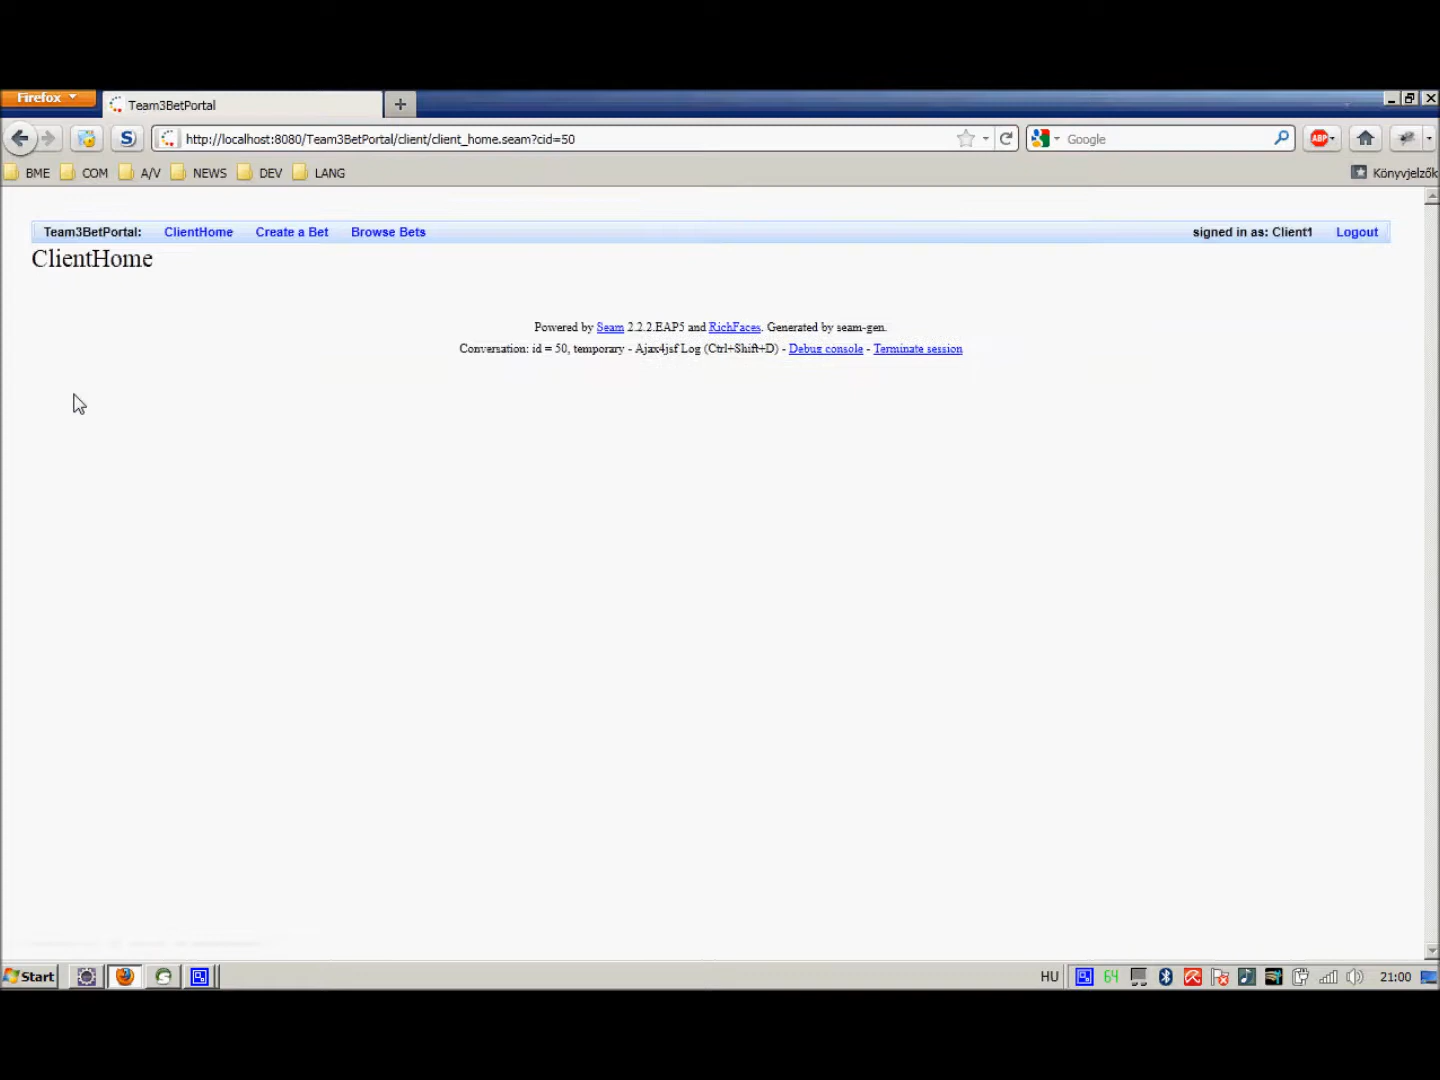 Firefox
Team3BetPortal
http://localhost:8080/Team3BetPortal/client/client_home.seam?cid=50
Google
ABP
BME COM A/V NEWS DEV LANG Könyvjelzők
Team3BetPortal: ClientHome Create a Bet Browse Bets signed in as: Client1 Logout
ClientHome
Powered by Seam 2.2.2.EAP5 and RichFaces. Generated by seam-gen.
Conversation: id = 50, temporary - Ajax4jsf Log (Ctrl+Shift+D) - Debug console - Terminate session
Start HU 64 21:00